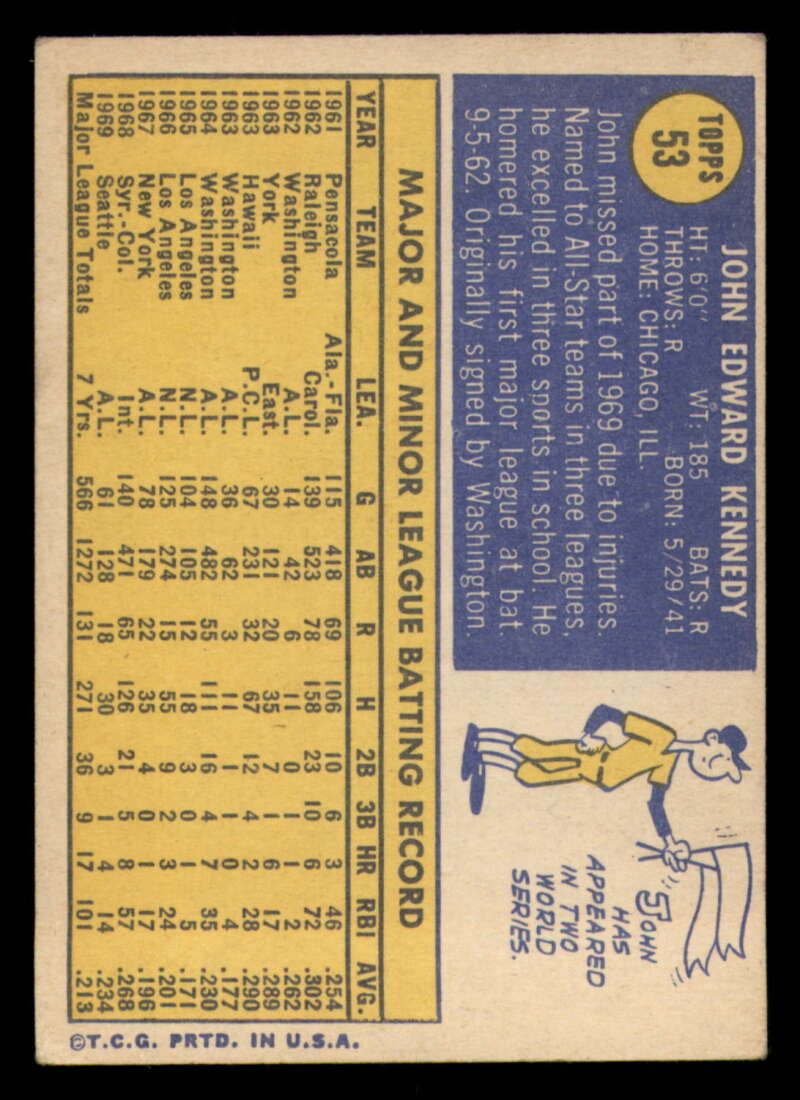 TOPPS
53
JOHN EDWARD KENNEDY
HT: 6'0" WT: 185 BATS: R
THROWS: R BORN: 5/29/41
HOME: CHICAGO, ILL.
John missed part of 1969 due to injuries.
Named to All-Star teams in three leagues,
he excelled in three sports in school. He
homered his first major league at bat
9-5-62. Originally signed by Washington.
JOHN
HAS
APPEARED
IN TWO
WORLD
SERIES.
MAJOR AND MINOR LEAGUE BATTING RECORD
YEAR TEAM LEA. G AB R H 2B 3B HR RBI AVG.
1961 Pensacola Ala.-Fla. 115 418 69 106 10 6 3 46 .254
1962 Raleigh Carol. 139 523 78 158 23 10 6 72 .302
1962 Washington A.L. 14 42 6 11 0 1 1 2 .262
1963 York East. 30 121 20 35 7 1 6 17 .289
1963 Hawaii P.C.L. 67 231 32 67 12 4 2 28 .290
1963 Washington A.L. 36 62 3 11 1 1 0 4 .177
1964 Washington A.L. 148 482 55 111 16 4 7 35 .230
1965 Los Angeles N.L. 104 105 12 18 3 0 1 5 .171
1966 Los Angeles N.L. 125 274 15 55 9 2 3 24 .201
1967 New York A.L. 78 179 22 35 4 0 1 17 .196
1968 Syr.-Col. Int. 140 471 65 126 21 5 8 57 .268
1969 Seattle A.L. 61 128 18 30 3 1 4 14 .234
Major League Totals 7 Yrs. 566 1272 131 271 36 9 17 101 .213
©T.C.G. PRTD. IN U.S.A.